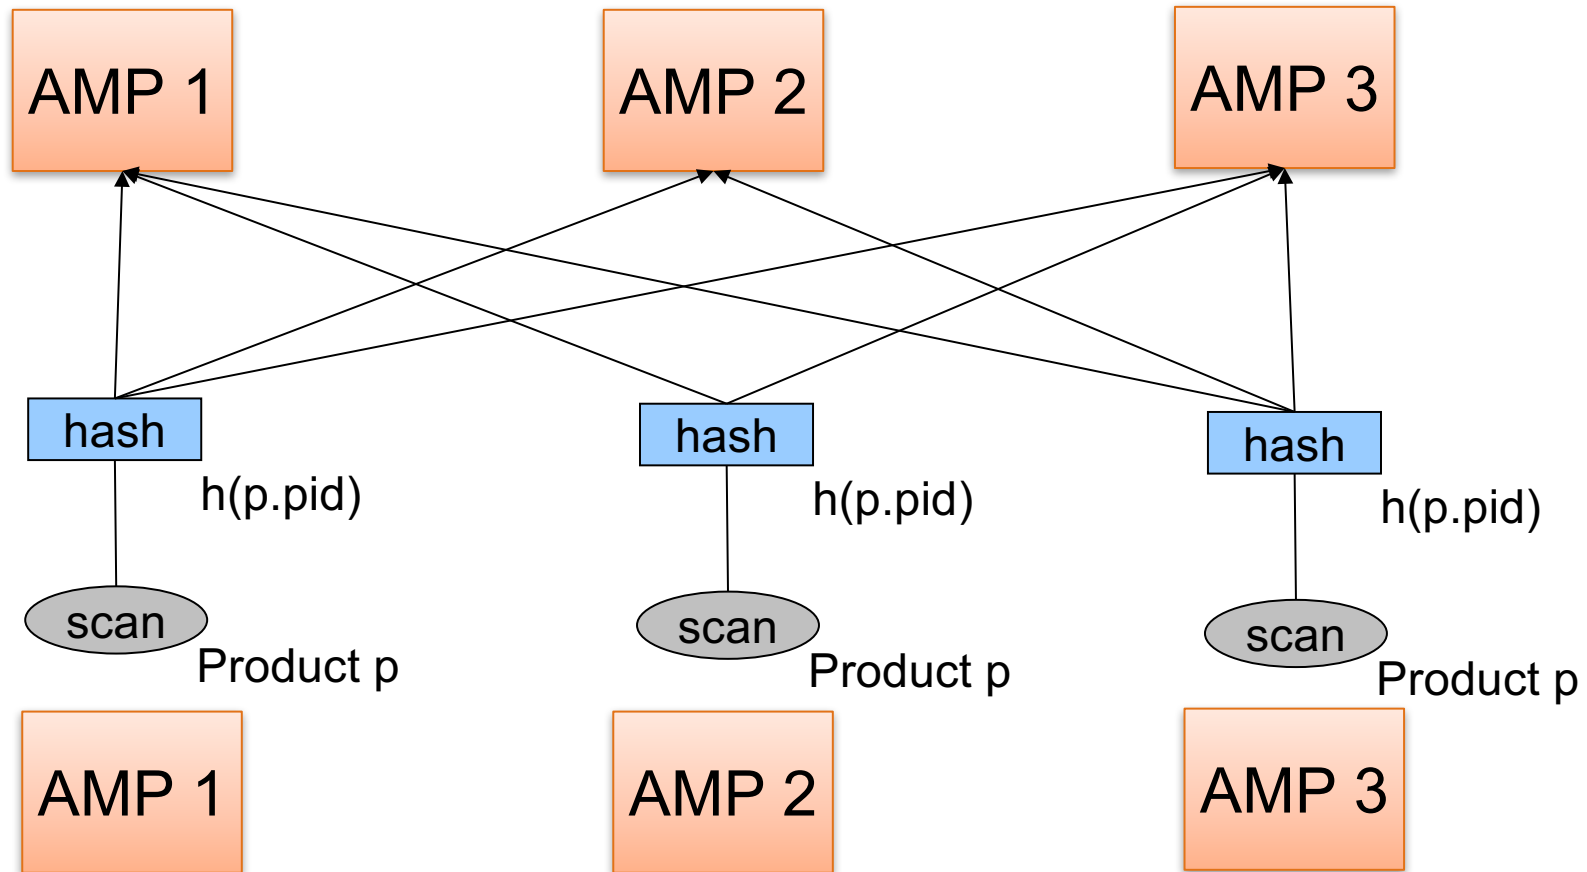 AMP 1
AMP 2
AMP 3
hash
hash
hash
h(p.pid)
h(p.pid)
h(p.pid)
scan
scan
scan
Product p
Product p
Product p
AMP 1
AMP 2
AMP 3